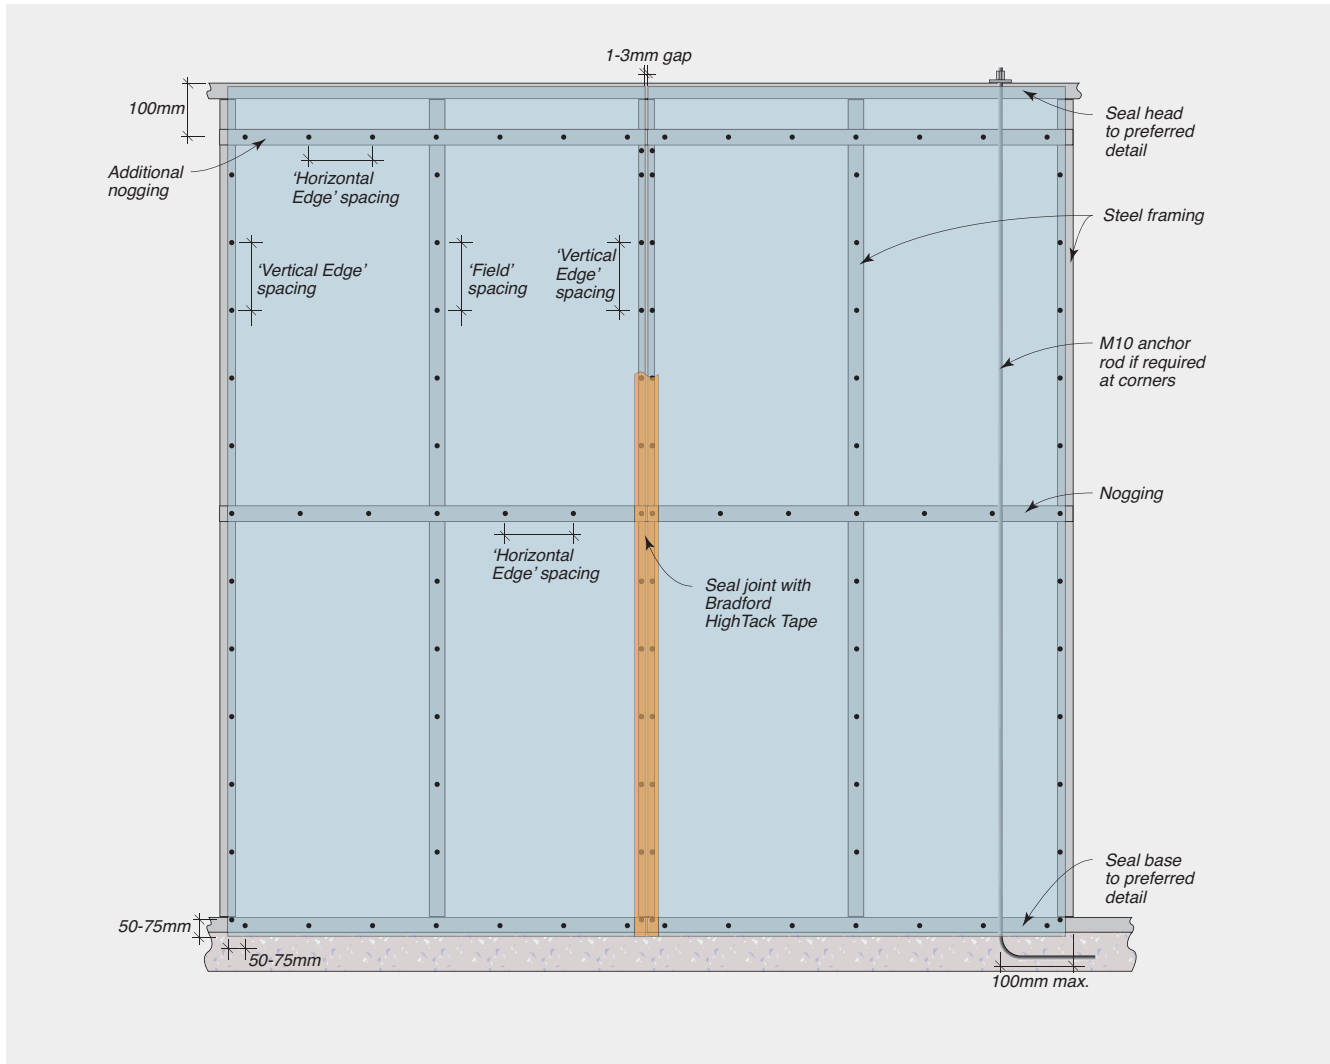 1-3mm gap
100mm
Seal head
to preferred
detail
Additional
nogging
‘Horizontal
Edge’ spacing
Steel framing
‘Vertical Edge’
spacing
‘Field’
spacing
‘Vertical
Edge’
spacing
M10 anchor
rod if required
at corners
Nogging
‘Horizontal
Edge’ spacing
Seal joint with
Bradford
HighTack Tape
Seal base
to preferred
detail
50-75mm
50-75mm
100mm max.